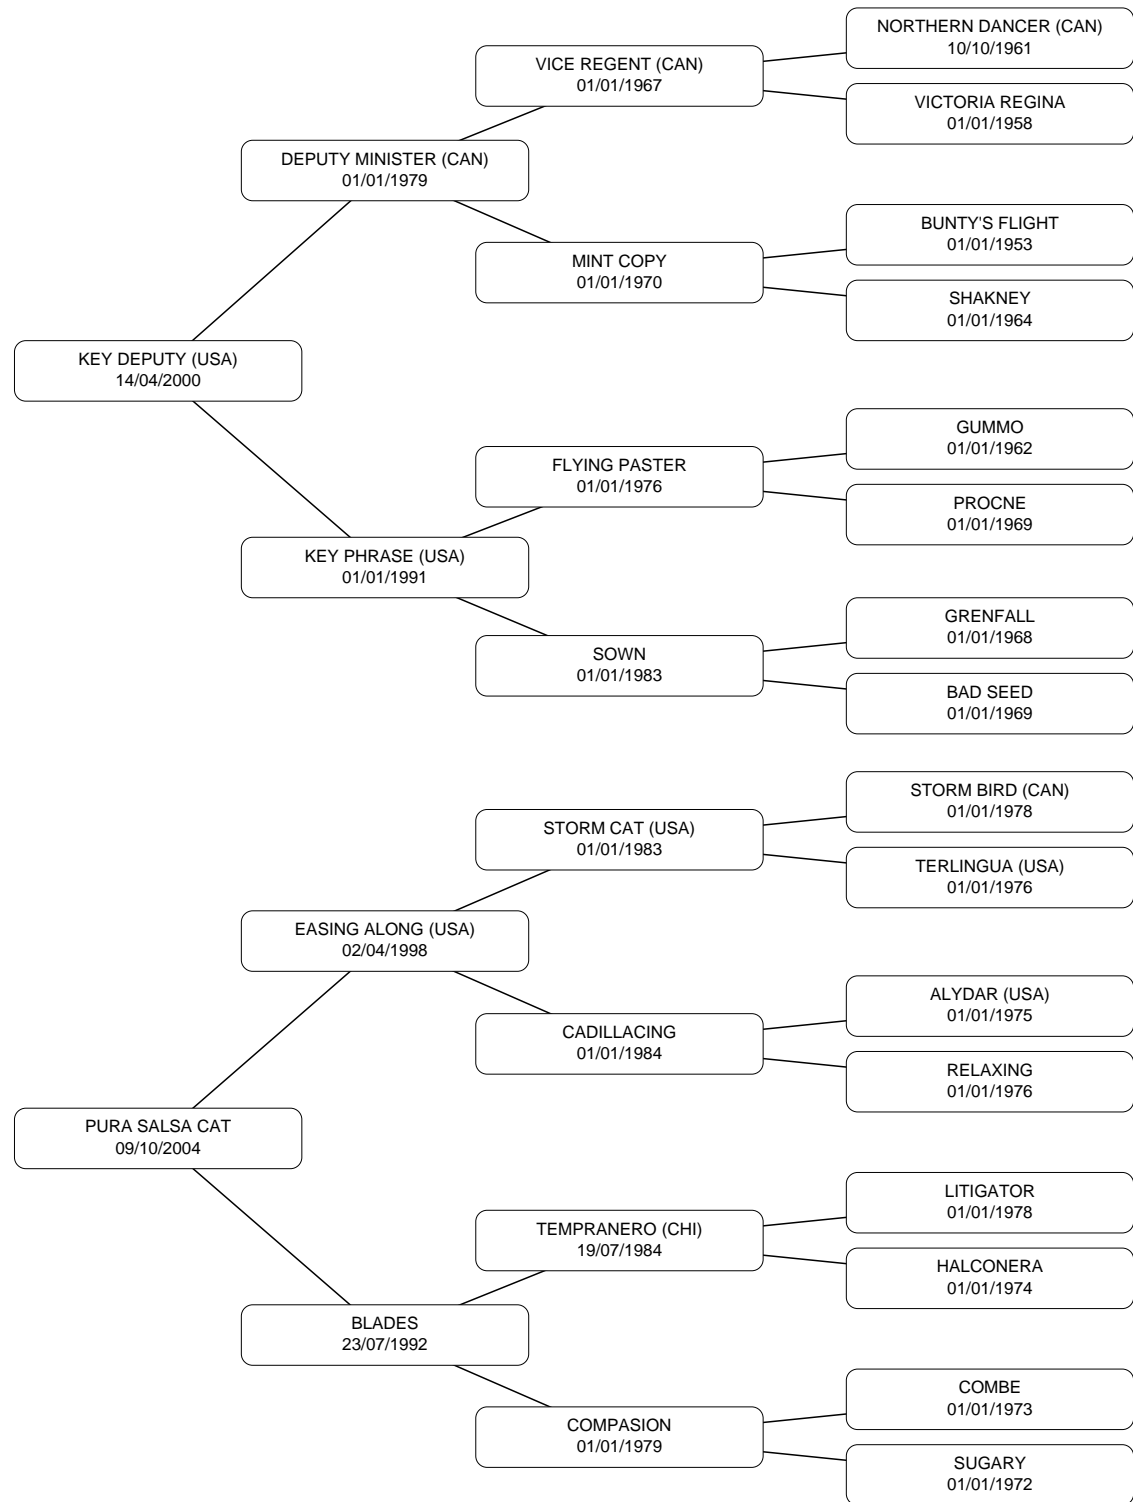 NORTHERN DANCER (CAN)
10/10/1961
VICE REGENT (CAN)
01/01/1967
VICTORIA REGINA
01/01/1958
DEPUTY MINISTER (CAN)
01/01/1979
BUNTY'S FLIGHT
01/01/1953
MINT COPY
01/01/1970
SHAKNEY
01/01/1964
KEY DEPUTY (USA)
14/04/2000
GUMMO
01/01/1962
FLYING PASTER
01/01/1976
PROCNE
01/01/1969
KEY PHRASE (USA)
01/01/1991
GRENFALL
01/01/1968
SOWN
01/01/1983
BAD SEED
01/01/1969
STORM BIRD (CAN)
01/01/1978
STORM CAT (USA)
01/01/1983
TERLINGUA (USA)
01/01/1976
EASING ALONG (USA)
02/04/1998
ALYDAR (USA)
01/01/1975
CADILLACING
01/01/1984
RELAXING
01/01/1976
PURA SALSA CAT
09/10/2004
LITIGATOR
01/01/1978
TEMPRANERO (CHI)
19/07/1984
HALCONERA
01/01/1974
BLADES
23/07/1992
COMBE
01/01/1973
COMPASION
01/01/1979
SUGARY
01/01/1972